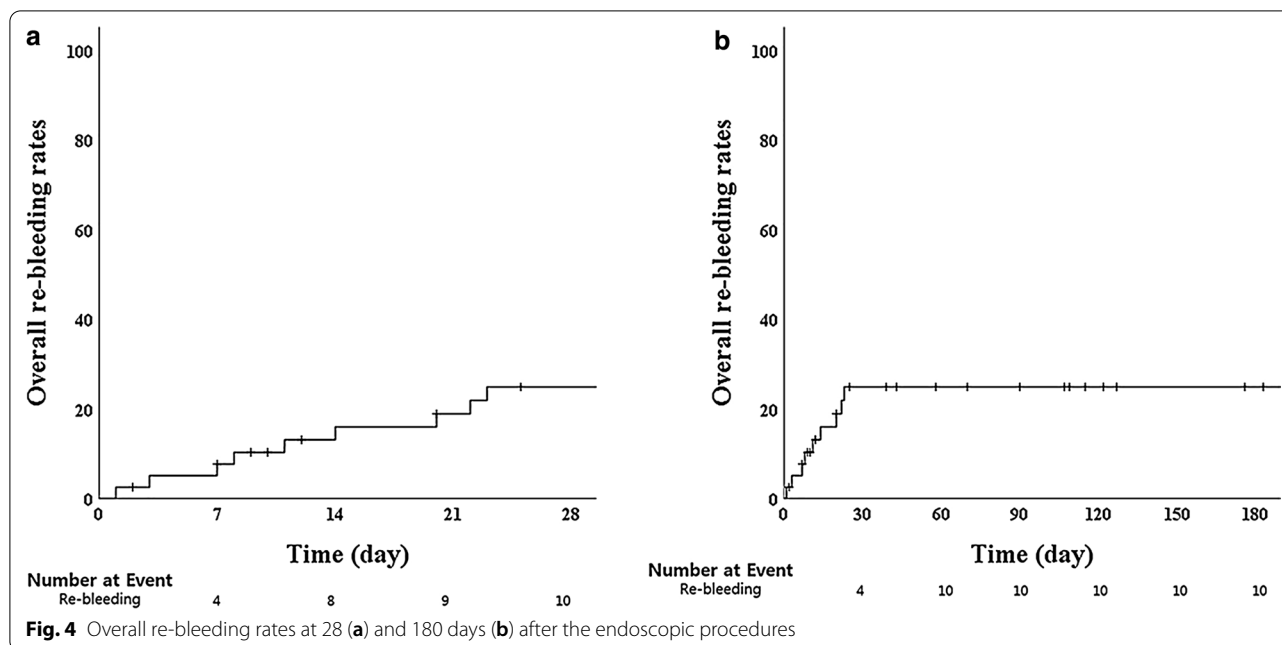 a
100
80
60
40
20
0
Overall re-bleeding rates
0 7 14 21 28
Time (day)
Number at Event
Re-bleeding 4 8 9 10
b
100
80
60
40
20
0
Overall re-bleeding rates
0 30 60 90 120 150 180
Time (day)
Number at Event
Re-bleeding 4 10 10 10 10 10
Fig. 4 Overall re-bleeding rates at 28 (a) and 180 days (b) after the endoscopic procedures